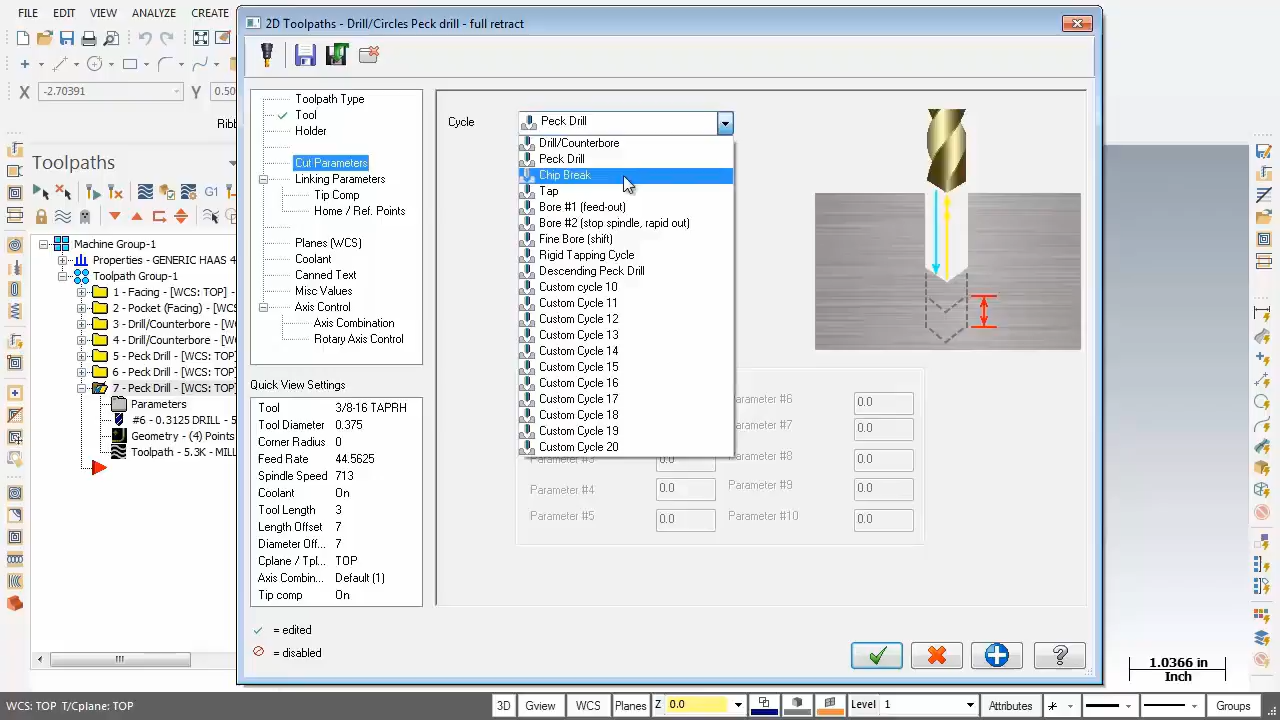 FILE EDIT VIEW ANALYZE CREATE
2D Toolpaths - Drill/Circles Peck drill - full retract
X -2.70391 Y 0.50
Ribb
Toolpaths
G1
Machine Group-1
Properties - GENERIC HAAS 4
Toolpath Group-1
1 - Facing - [WCS: TOP] -
2 - Pocket (Facing) - [WCS:
3 - Drill/Counterbore - [W
4 - Drill/Counterbore - [W
5 - Peck Drill - [WCS: TOP]
6 - Peck Drill - [WCS: TOP]
7 - Peck Drill - [WCS: TOP]
Parameters
#6 - 0.3125 DRILL - 5
Geometry - (4) Points
Toolpath - 5.3K - MILL
Toolpath Type
Tool
Holder
Cut Parameters
Linking Parameters
Tip Comp
Home / Ref. Points
Planes (WCS)
Coolant
Canned Text
Misc Values
Axis Control
Axis Combination
Rotary Axis Control
Quick View Settings
Tool 3/8-16 TAPRH
Tool Diameter 0.375
Corner Radius 0
Feed Rate 44.5625
Spindle Speed 713
Coolant On
Tool Length 3
Length Offset 7
Diameter Off... 7
Cplane / Tpl... TOP
Axis Combin... Default (1)
Tip comp On
= edited
= disabled
Cycle Peck Drill
Drill/Counterbore
Peck Drill
Chip Break
Tap
Bore #1 (feed-out)
Bore #2 (stop spindle, rapid out)
Fine Bore (shift)
Rigid Tapping Cycle
Descending Peck Drill
Custom cycle 10
Custom Cycle 11
Custom Cycle 12
Custom Cycle 13
Custom Cycle 14
Custom Cycle 15
Custom Cycle 16
Custom Cycle 17
Custom Cycle 18
Custom Cycle 19
Custom Cycle 20
Parameter #6 0.0
Parameter #7 0.0
Parameter #3 0.0 Parameter #8 0.0
Parameter #4 0.0 Parameter #9 0.0
Parameter #5 0.0 Parameter #10 0.0
1.0366 in
Inch
WCS: TOP T/Cplane: TOP
3D Gview WCS Planes Z 0.0 Level 1 Attributes Groups